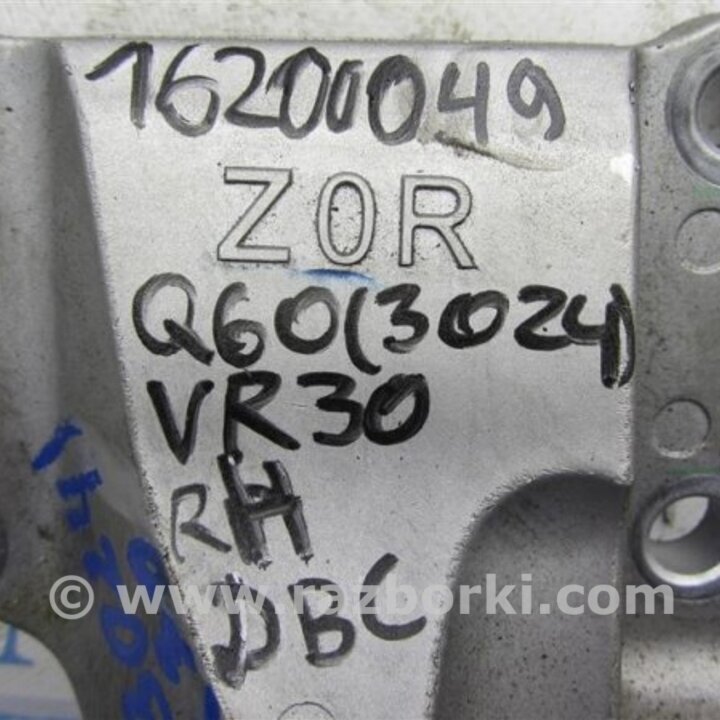 16200049
Z0R
Q60(3024)
VR30
RH
DBC
© www.razborki.com